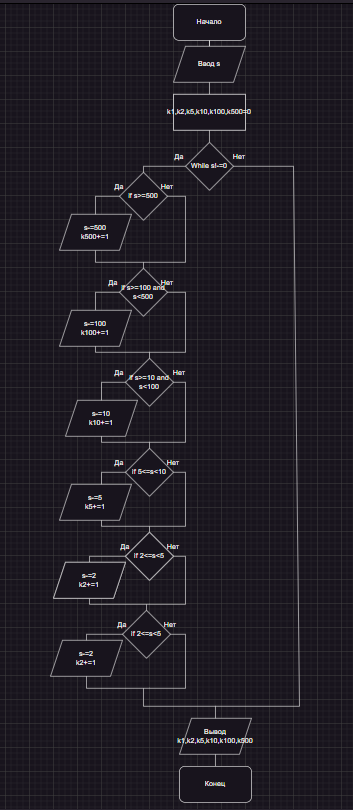 Начало
Ввод s
k1,k2,k5,k10,k100,k500=0
While s!-=0
Да
Нет
if s>=500
Да
Нет
s-=500
k500+=1
if s>=100 and
s<500
Да
Нет
s-=100
k100+=1
if s>=10 and
s<100
Да
Нет
s-=10
k10+=1
if 5<=s<10
Да
Нет
s-=5
k5+=1
if 2<=s<5
Да
Нет
s-=2
k2+=1
if 2<=s<5
Да
Нет
s-=2
k2+=1
Вывод
k1,k2,k5,k10,k100,k500
Конец